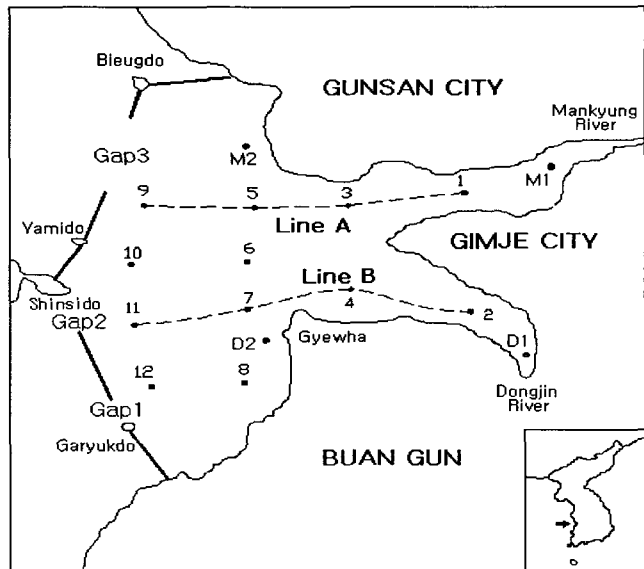 Bieugdo
GUNSAN CITY
Mankyung
River
Gap3
M2
M1
9
5
3
1
Line A
Yamido
GIMJE CITY
10
6
Line B
Shinsido
Gap2
11
7
4
2
D2
Gyewha
D1
12
8
Dongjin
River
Gap1
Garyukdo
BUAN GUN